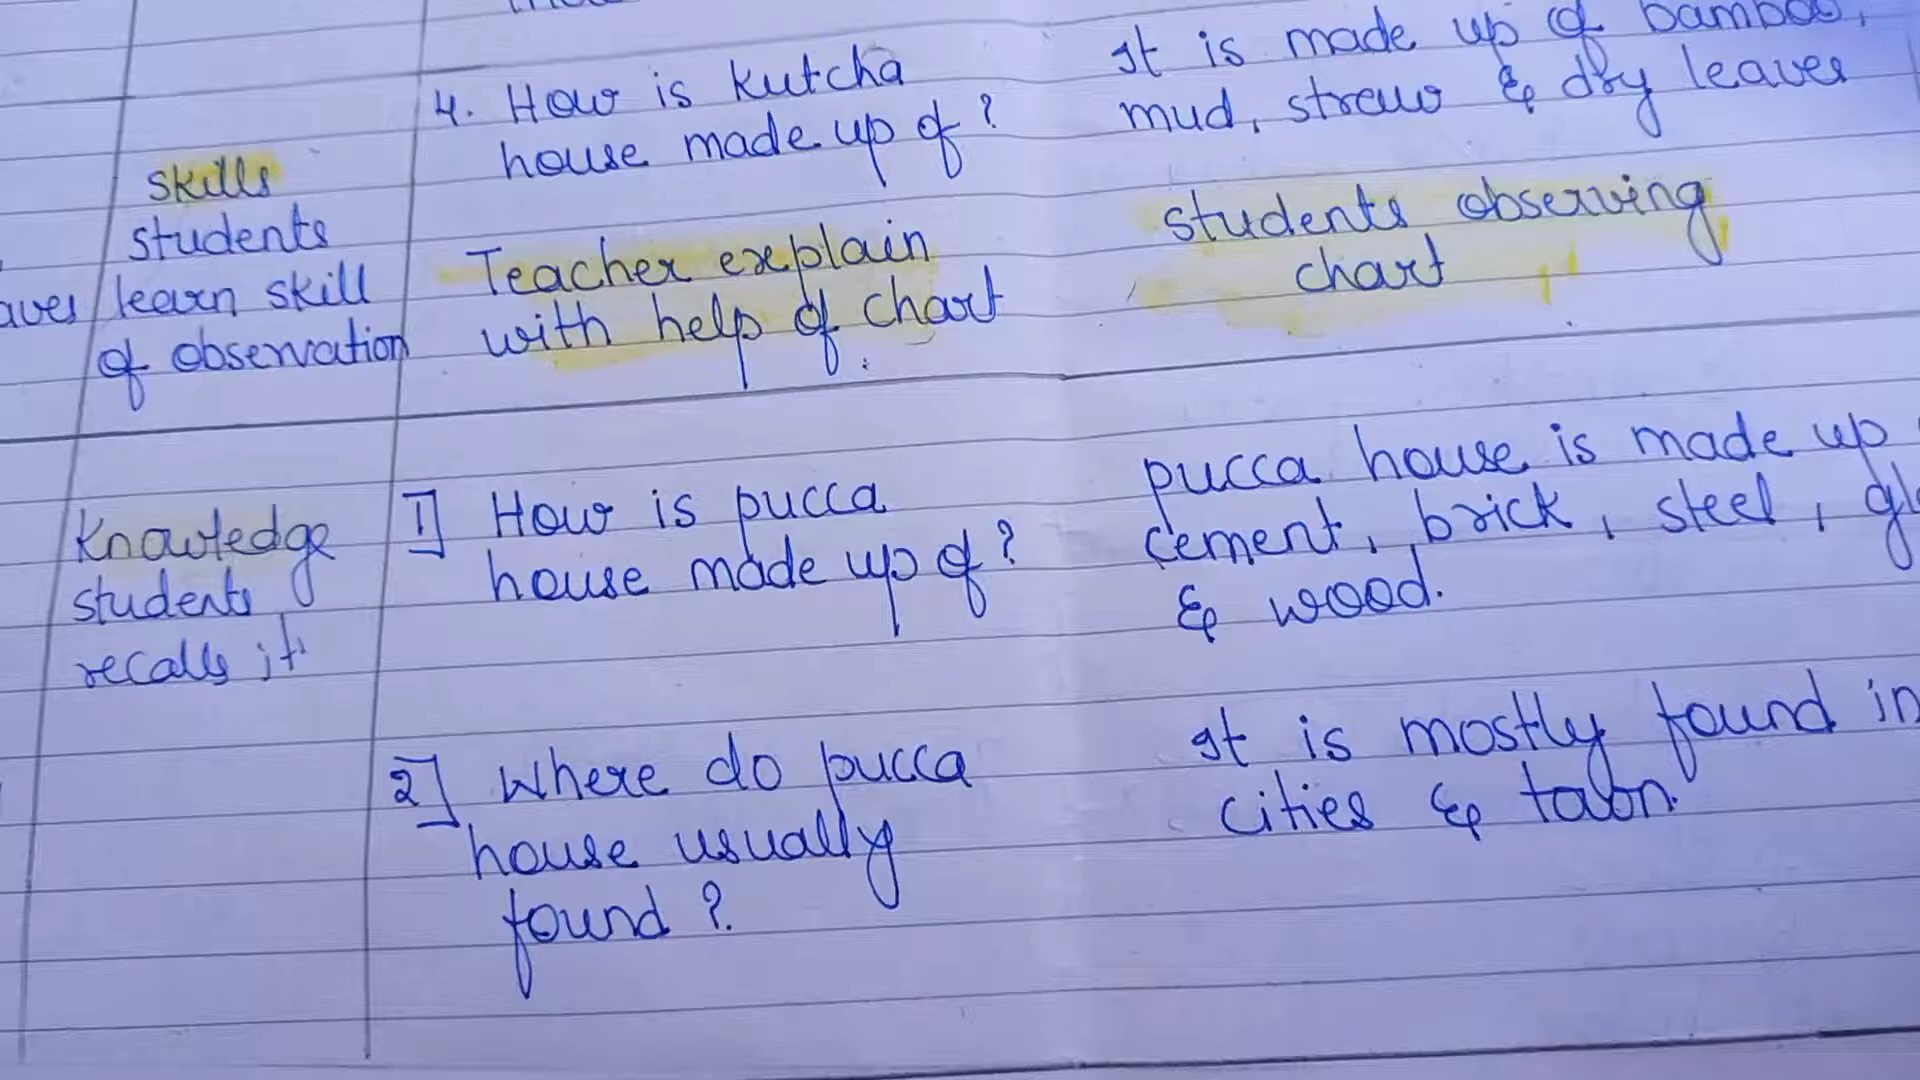 4. How is Kutcha
house made up of?
It is made up of bamboo,
mud, straw & dry leaves
skills
students
learn skill
of observation
Teacher explain
with help of chart
students observing
chart
Knowledge
students
recalls it
1] How is pucca
house made up of?
pucca house is made up
cement, brick, steel,
& wood.
2] Where do pucca
house usually
found?
It is mostly found in
cities & town.